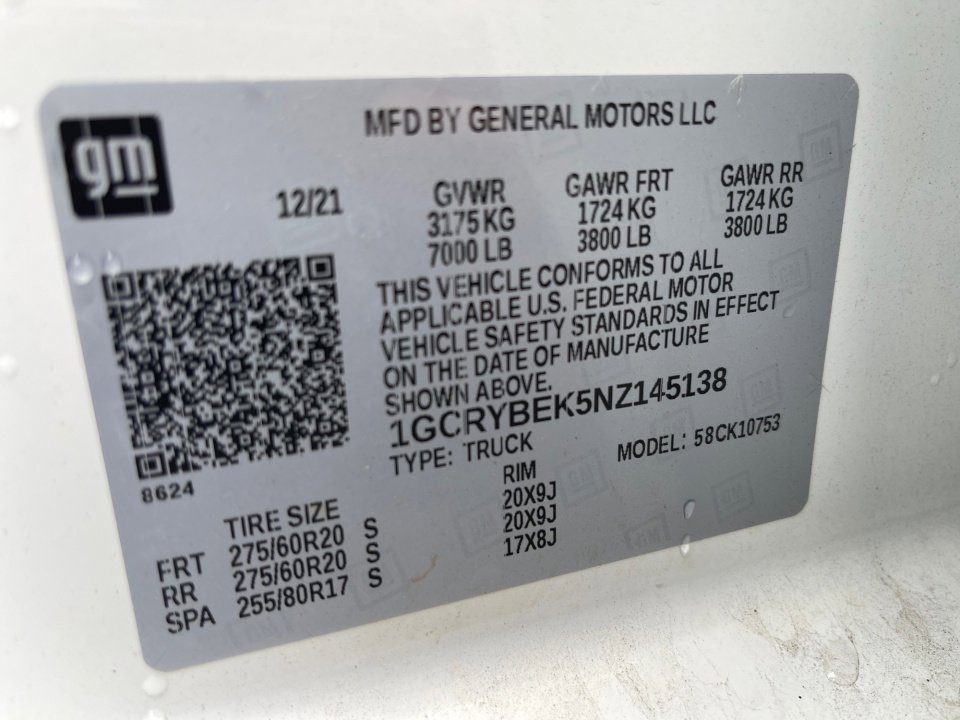 gm
MFD BY GENERAL MOTORS LLC
12/21
GVWR
3175 KG
7000 LB
GAWR FRT
1724 KG
3800 LB
GAWR RR
1724 KG
3800 LB
THIS VEHICLE CONFORMS TO ALL
APPLICABLE U.S. FEDERAL MOTOR
VEHICLE SAFETY STANDARDS IN EFFECT
ON THE DATE OF MANUFACTURE
SHOWN ABOVE.
1GCRYBEK5NZ145138
TYPE: TRUCK
MODEL: 58CK10753
8624
TIRE SIZE
RIM
FRT 275/60R20 S 20X9J
RR 275/60R20 S 20X9J
SPA 255/80R17 S 17X8J